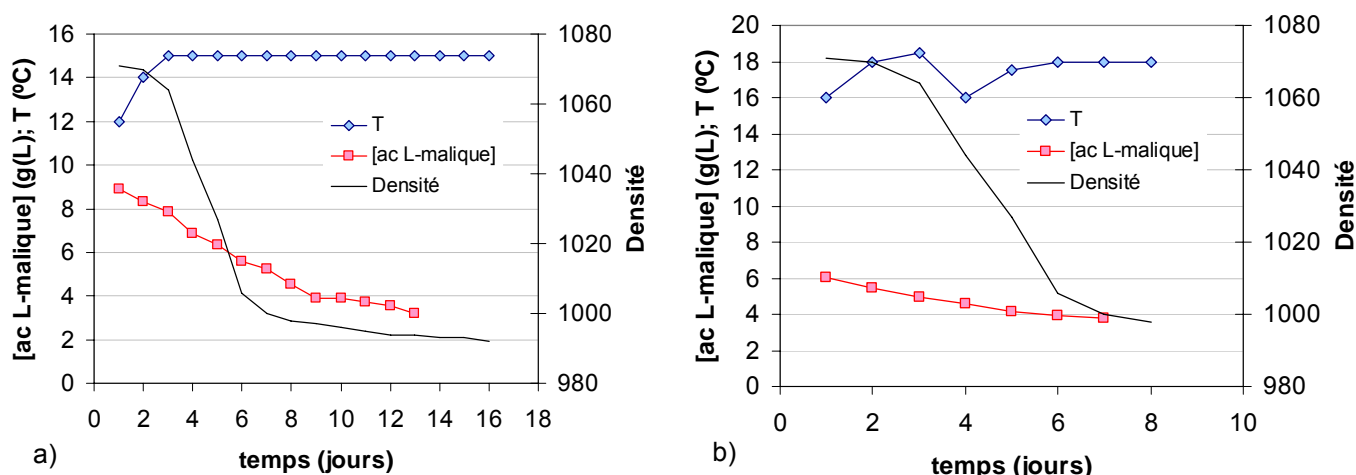 [ac L-malique] (g(L); T (ºC)
16
14
12
10
8
6
4
2
0
1080
1060
1040
1020
1000
980
Densité
T
[ac L-malique]
Densité
0 2 4 6 8 10 12 14 16 18
a)
temps (jours)
[ac L-malique] (g(L); T (ºC)
20
18
16
14
12
10
8
6
4
2
0
1080
1060
1040
1020
1000
980
Densité
T
[ac L-malique]
Densité
0 2 4 6 8 10
b)
temps (jours)